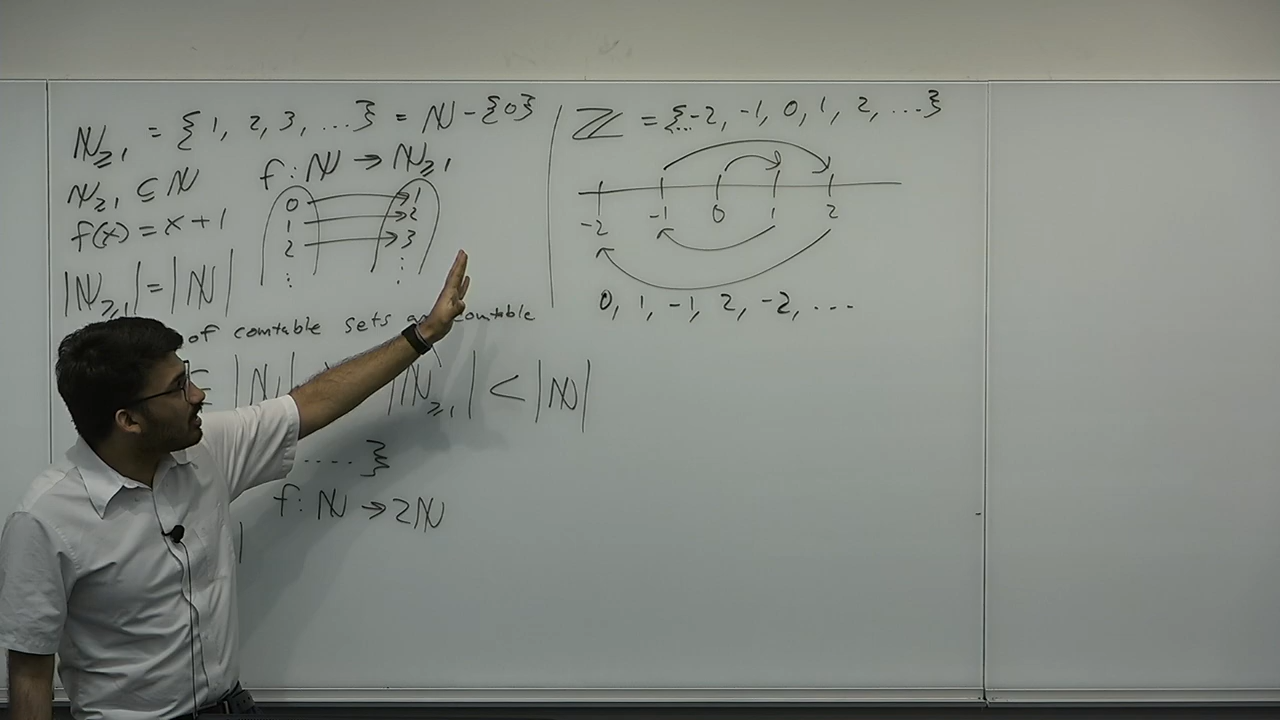 ℕ≥1 = {1, 2, 3, ...} = ℕ - {0}
ℕ≥1 ⊆ ℕ
f: ℕ → ℕ≥1
f(x) = x + 1
0 → 1
1 → 2
2 → 3
⋮ ⋮
|ℕ≥1| = |ℕ|
of countable sets countable
= |ℕ| |ℕ≥1| < |ℕ|
....}
f: ℕ → 2ℕ
|
ℤ = {...-2, -1, 0, 1, 2, ...}
-2 -1 0 1 2
0, 1, -1, 2, -2, ...